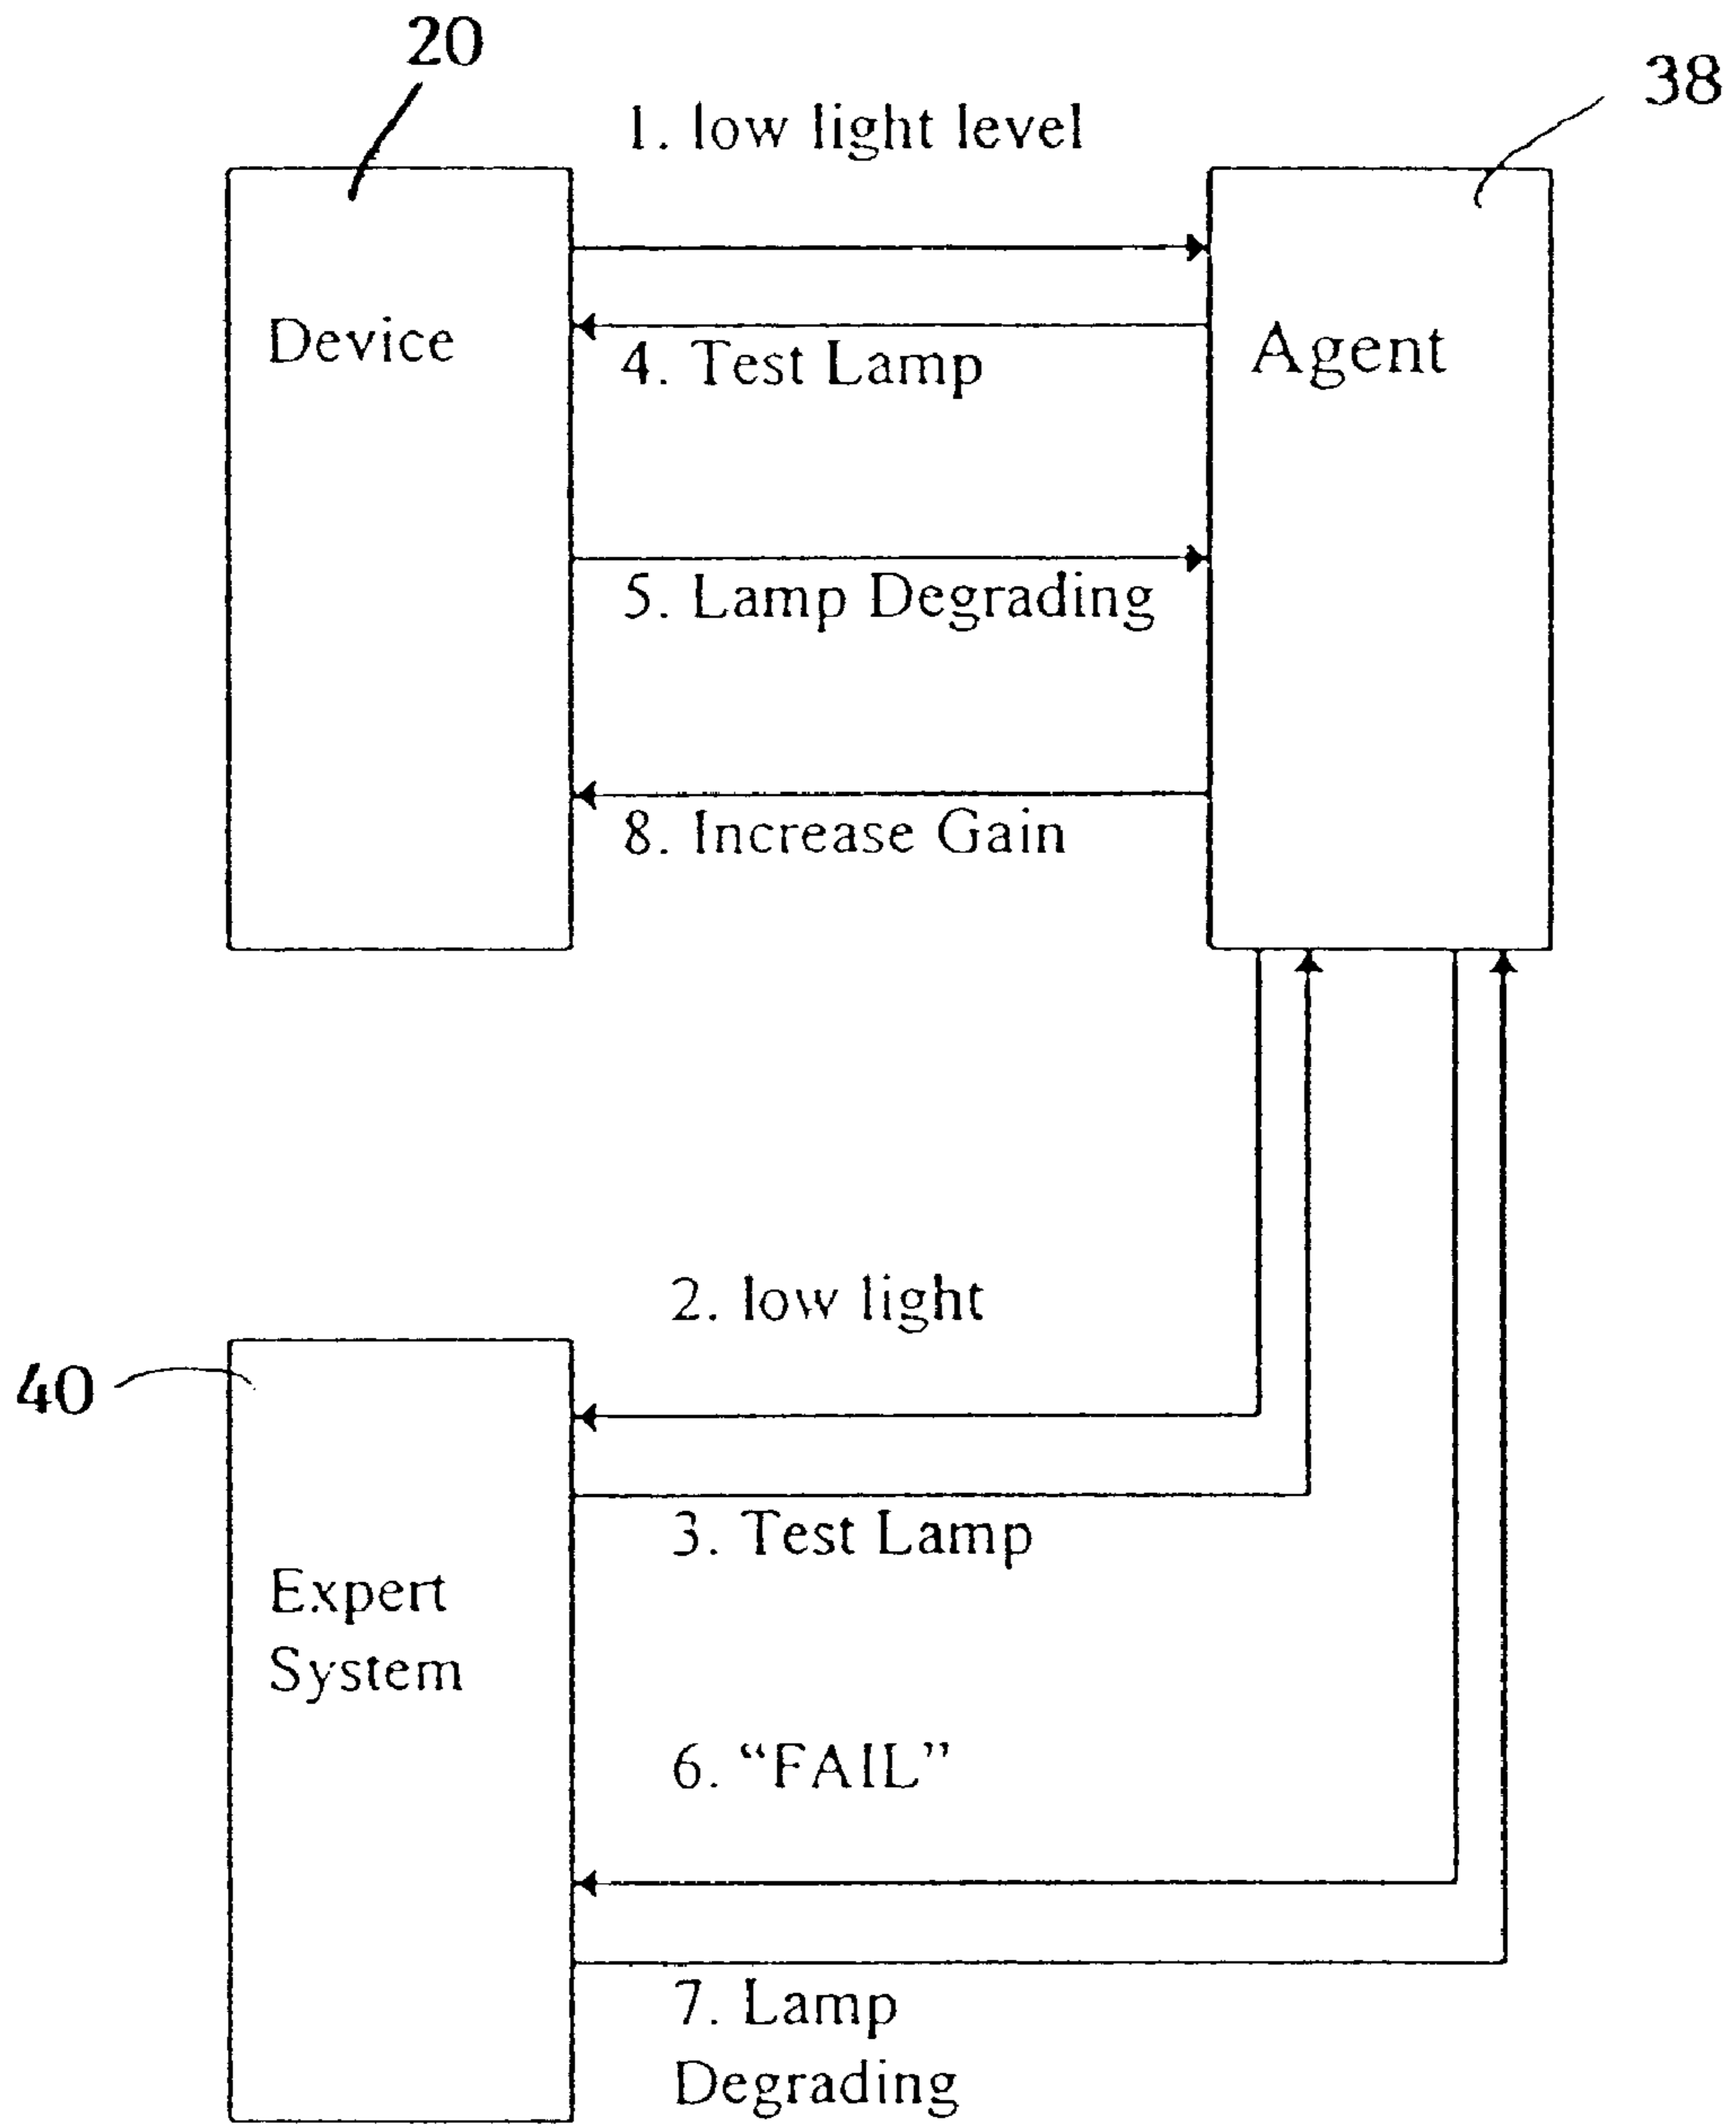 20
38
1. low light level
Device
Agent
4. Test Lamp
5. Lamp Degrading
8. Increase Gain
2. low light
40
3. Test Lamp
Expert
System
6. “FAIL”
7. Lamp
Degrading